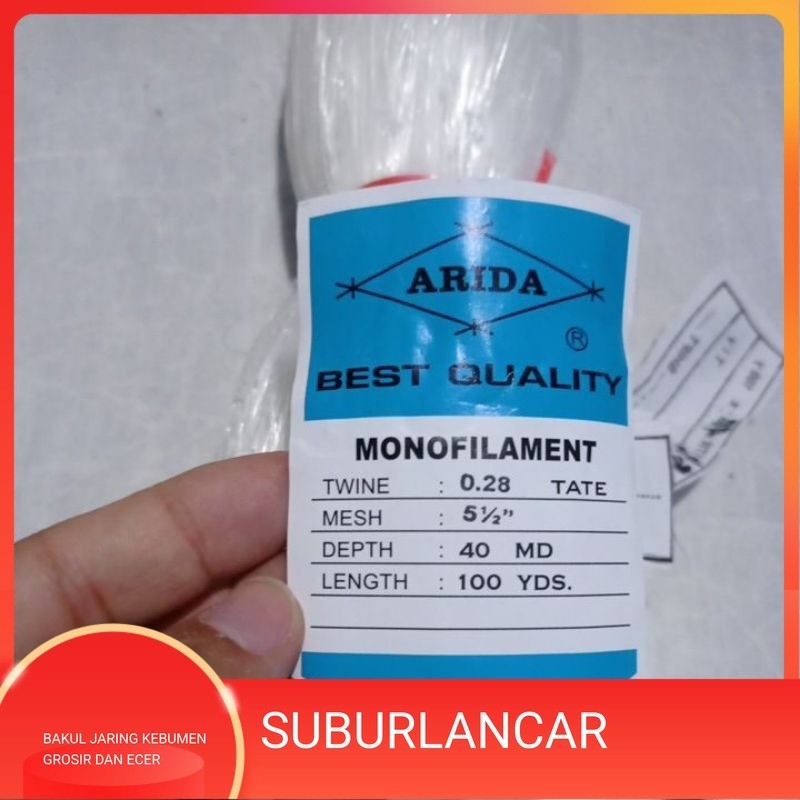 ARIDA
®
BEST QUALITY
MONOFILAMENT
TWINE : 0.28 TATE
MESH : 5½”
DEPTH : 40 MD
LENGTH : 100 YDS.
BAKUL JARING KEBUMEN
GROSIR DAN ECER
SUBURLANCAR